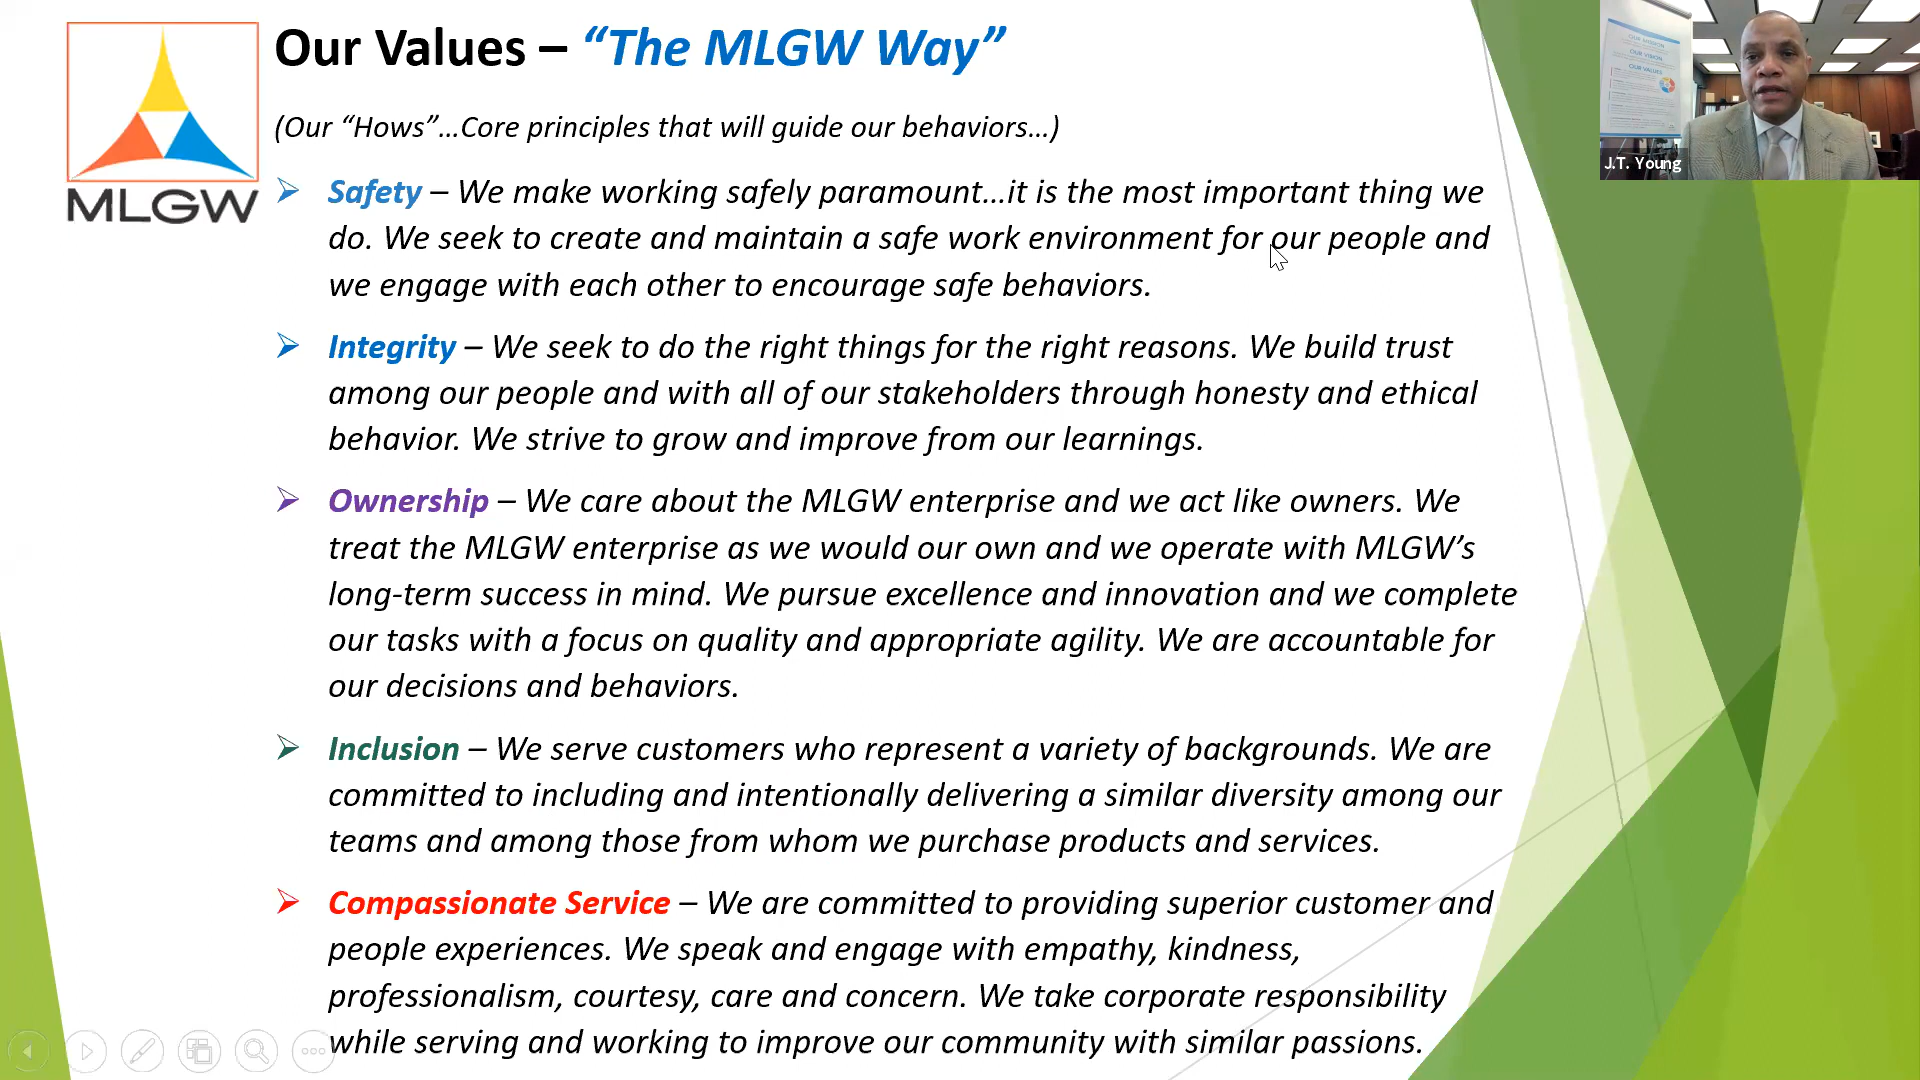 MLGW
Our Values – “The MLGW Way”
(Our “Hows”…Core principles that will guide our behaviors…)
➢ Safety – We make working safely paramount…it is the most important thing we
do. We seek to create and maintain a safe work environment for our people and
we engage with each other to encourage safe behaviors.
➢ Integrity – We seek to do the right things for the right reasons. We build trust
among our people and with all of our stakeholders through honesty and ethical
behavior. We strive to grow and improve from our learnings.
➢ Ownership – We care about the MLGW enterprise and we act like owners. We
treat the MLGW enterprise as we would our own and we operate with MLGW’s
long-term success in mind. We pursue excellence and innovation and we complete
our tasks with a focus on quality and appropriate agility. We are accountable for
our decisions and behaviors.
➢ Inclusion – We serve customers who represent a variety of backgrounds. We are
committed to including and intentionally delivering a similar diversity among our
teams and among those from whom we purchase products and services.
➢ Compassionate Service – We are committed to providing superior customer and
people experiences. We speak and engage with empathy, kindness,
professionalism, courtesy, care and concern. We take corporate responsibility
while serving and working to improve our community with similar passions.
OUR MISSION
OUR VISION
OUR VALUES
J.T. Young